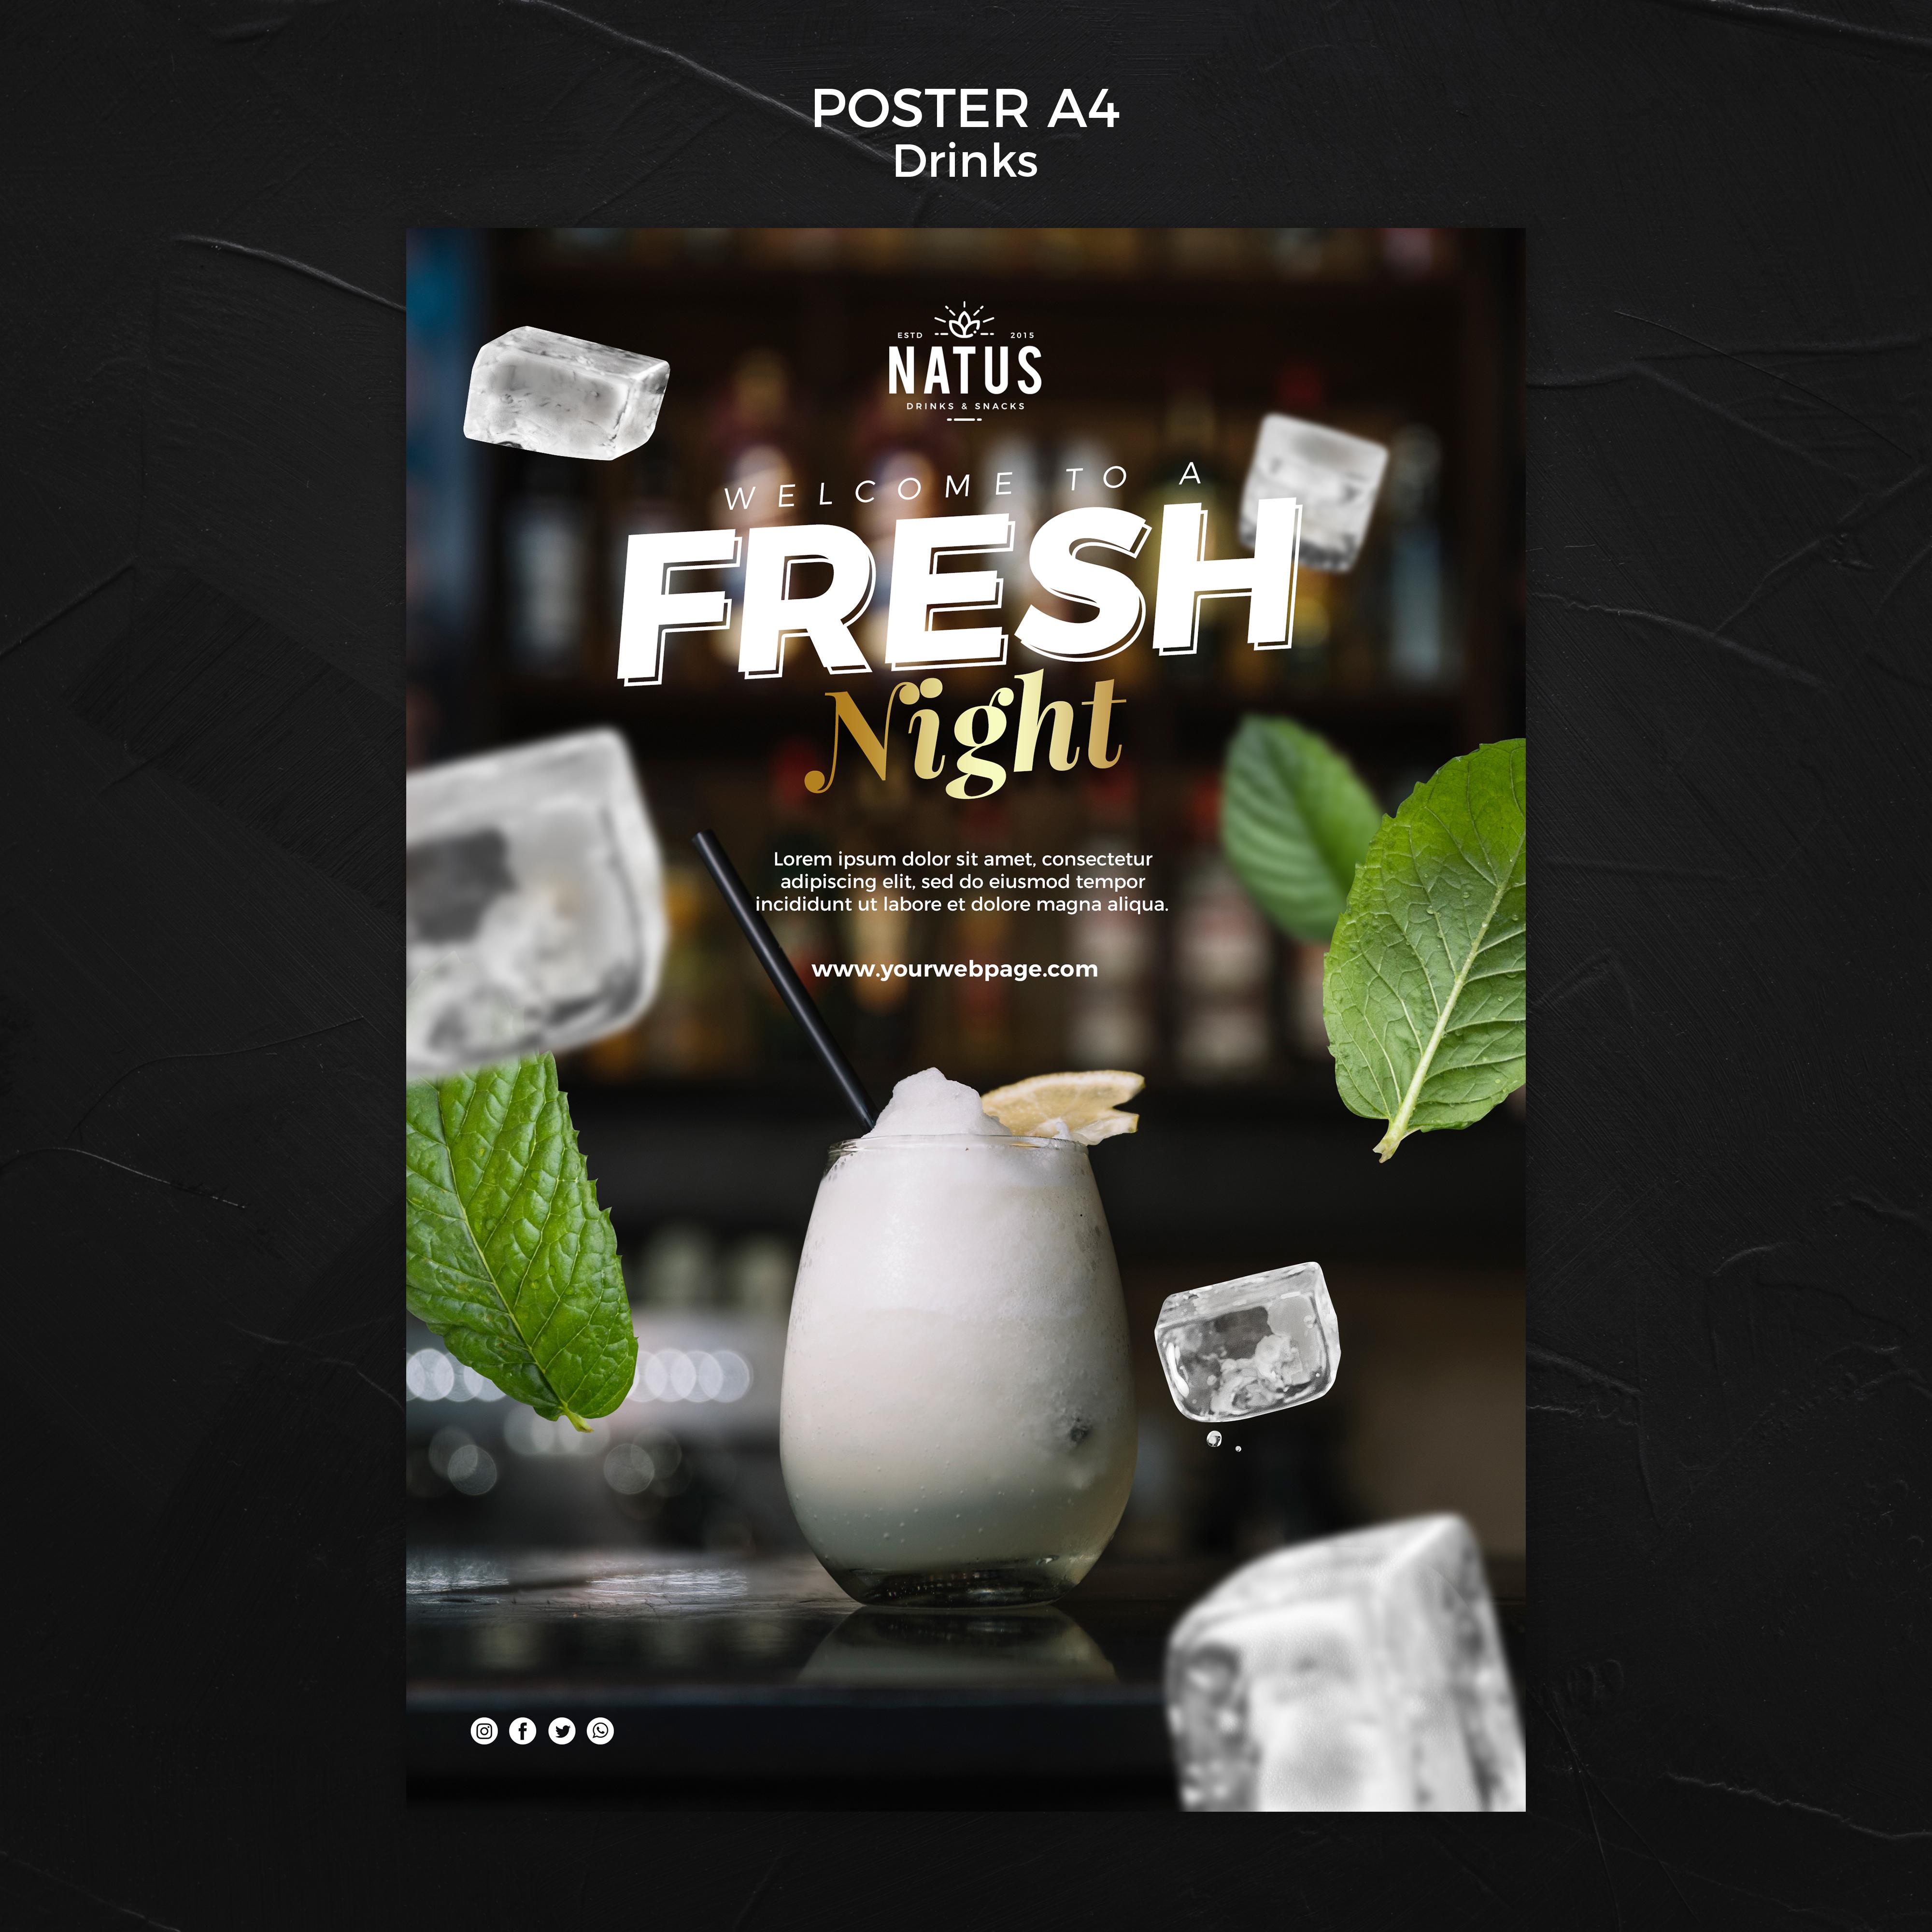 POSTER A4
Drinks
ESTD 2015
NATUS
DRINKS & SNACKS
WELCOME TO A
FRESH
Night
Lorem ipsum dolor sit amet, consectetur
adipiscing elit, sed do eiusmod tempor
incididunt ut labore et dolore magna aliqua.
www.yourwebpage.com